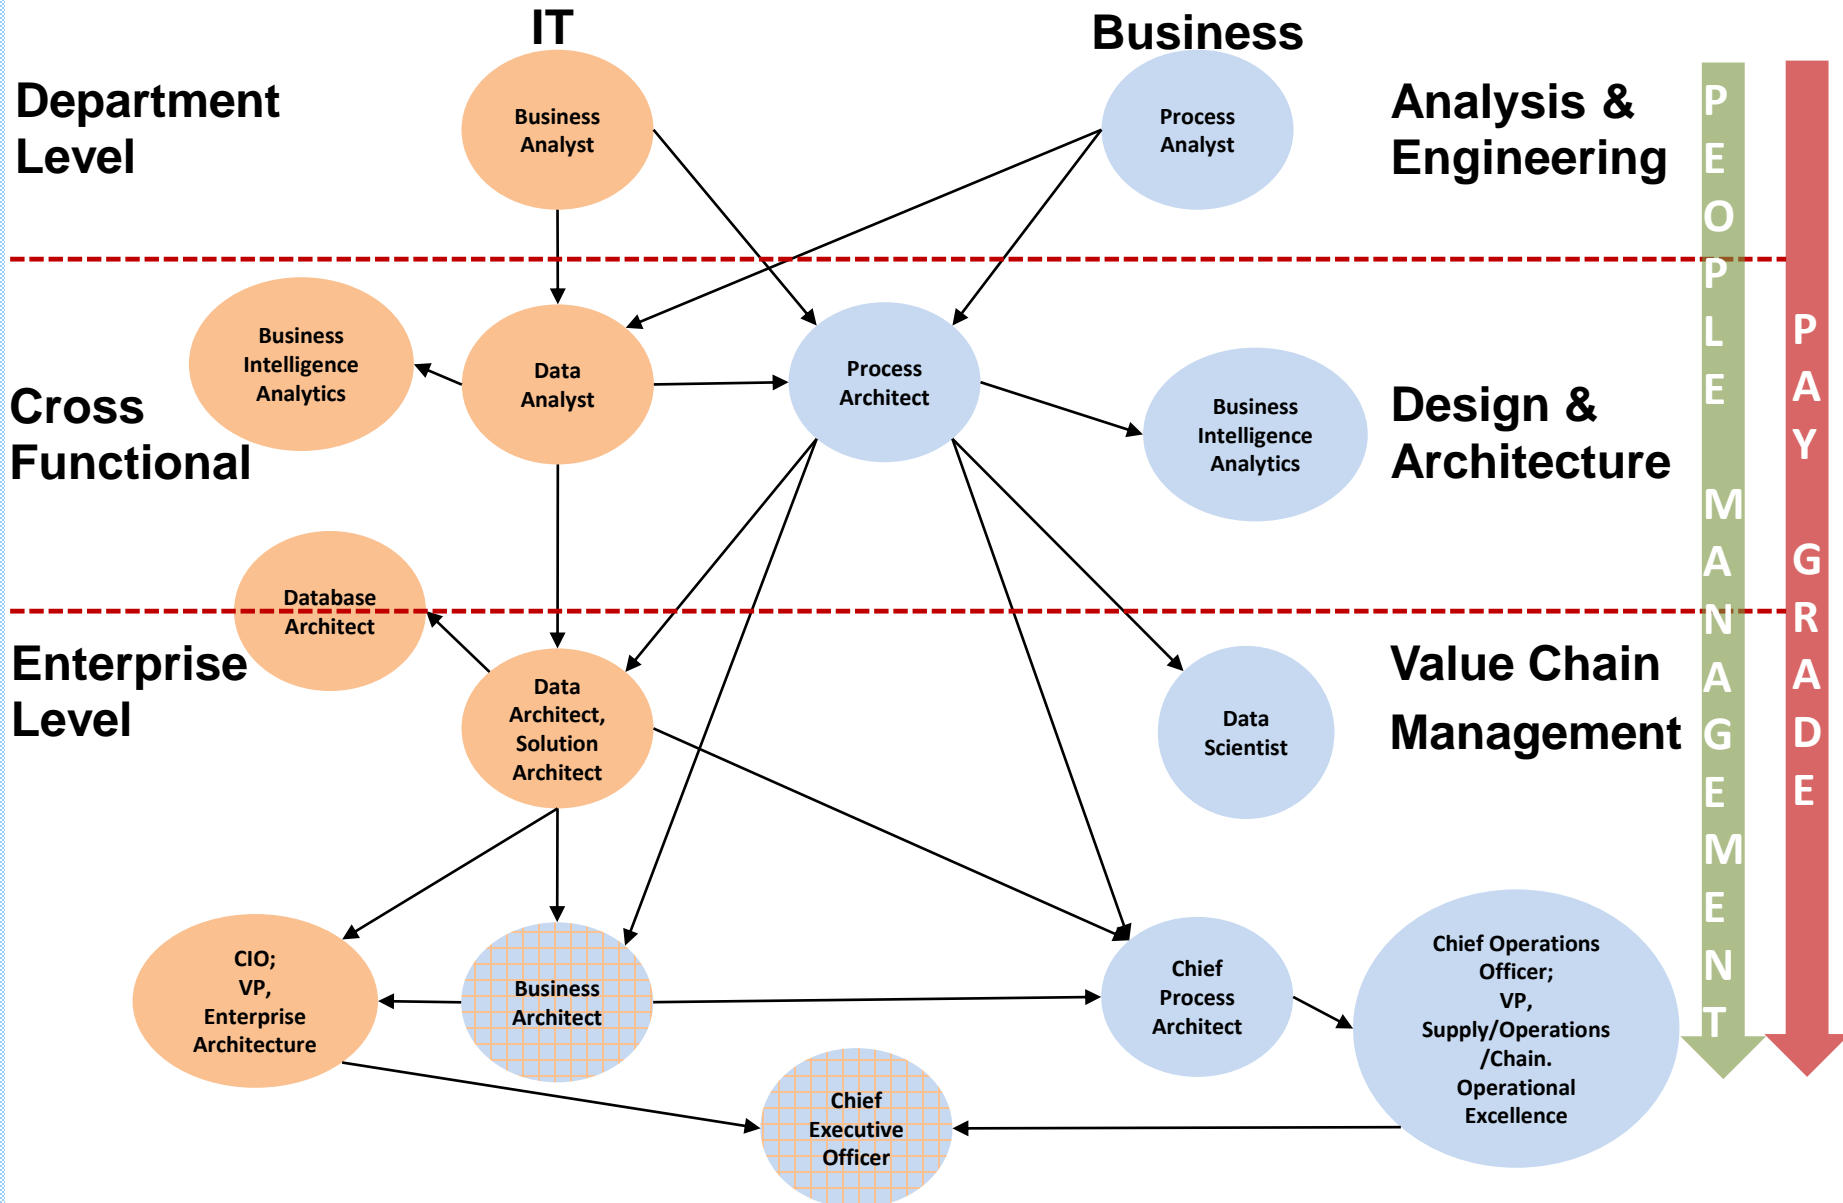 IT
Business
Department
Level
Business
Analyst
Process
Analyst
Analysis &
Engineering
Cross
Functional
Business
Intelligence
Analytics
Data
Analyst
Process
Architect
Business
Intelligence
Analytics
Design &
Architecture
Database
Architect
Enterprise
Level
Data
Architect,
Solution
Architect
Data
Scientist
Value Chain
Management
CIO;
VP,
Enterprise
Architecture
Business
Architect
Chief
Process
Architect
Chief Operations
Officer;
VP,
Supply/Operations
/Chain.
Operational
Excellence
Chief
Executive
Officer
PEOPLE MANAGEMENT
PAY GRADE